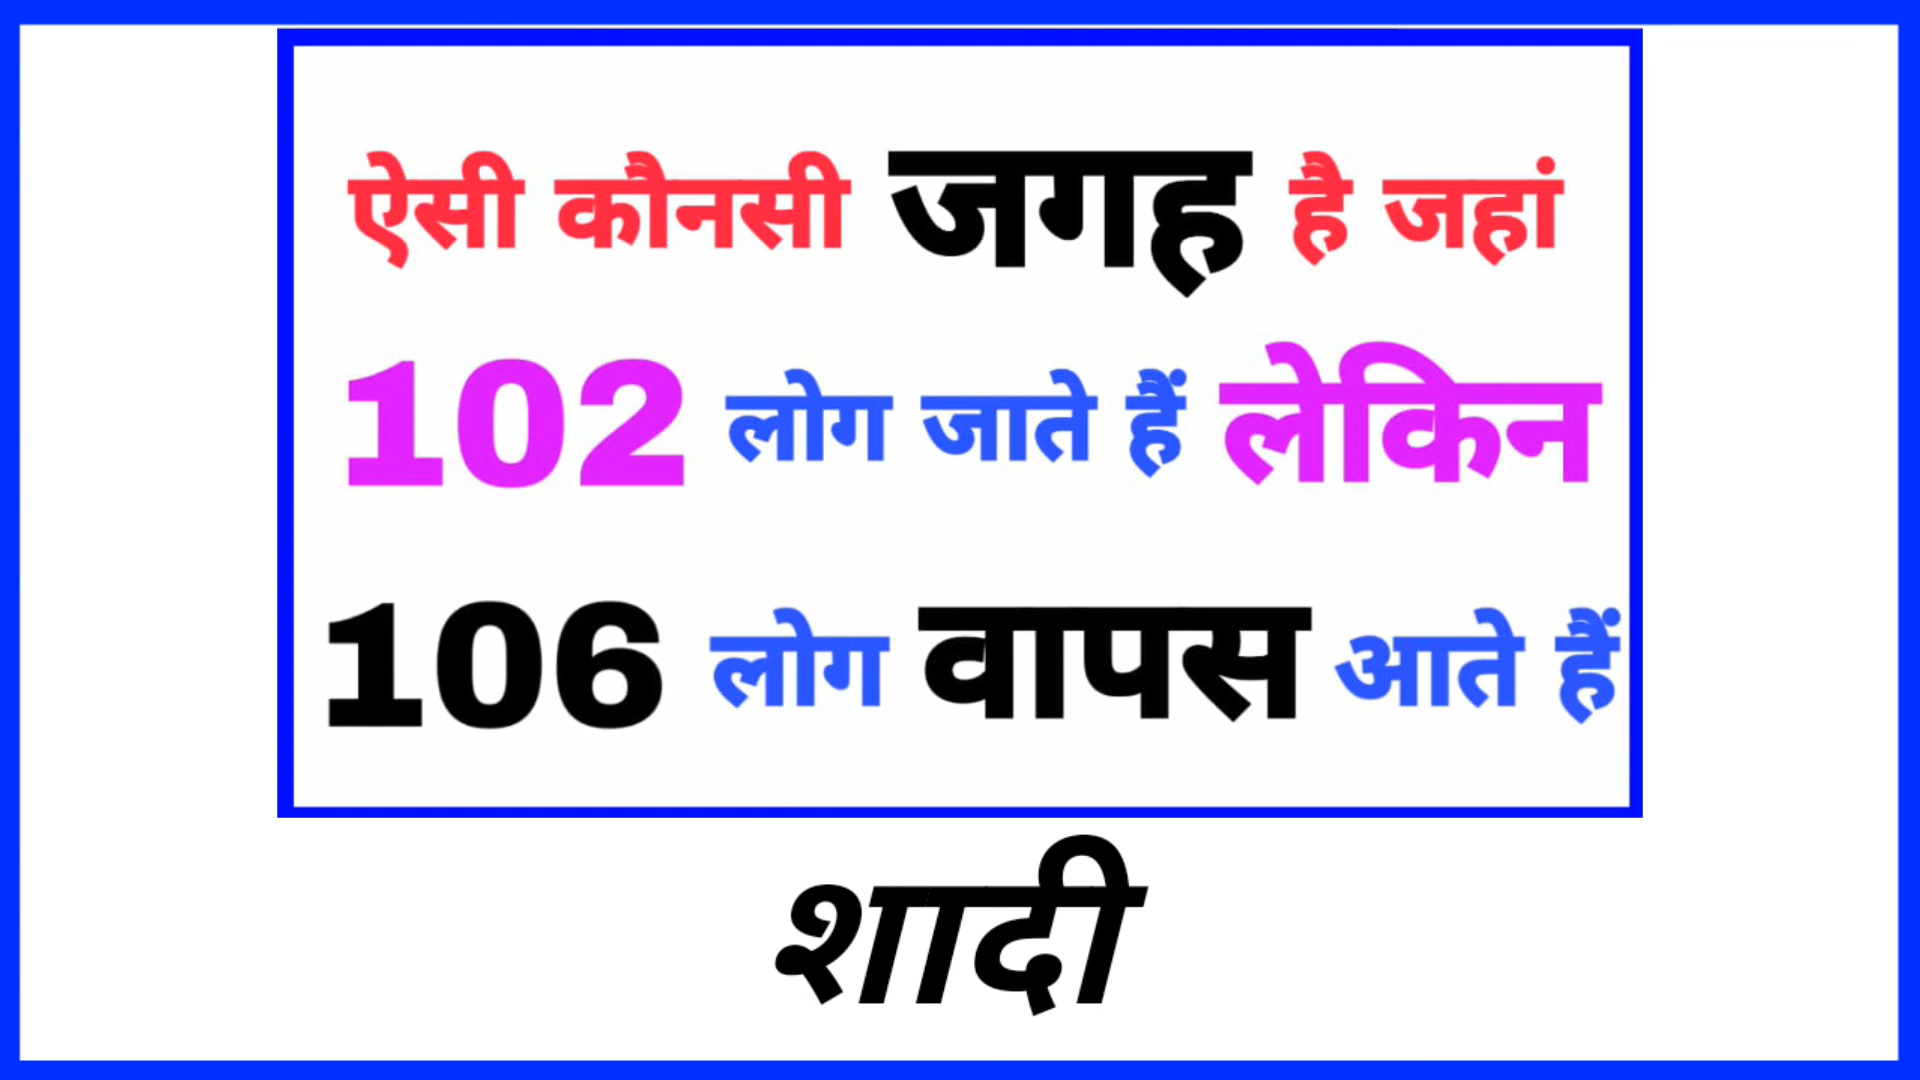 ऐसी कौनसी जगह है जहां
102 लोग जाते हैं लेकिन
106 लोग वापस आते हैं
शादी